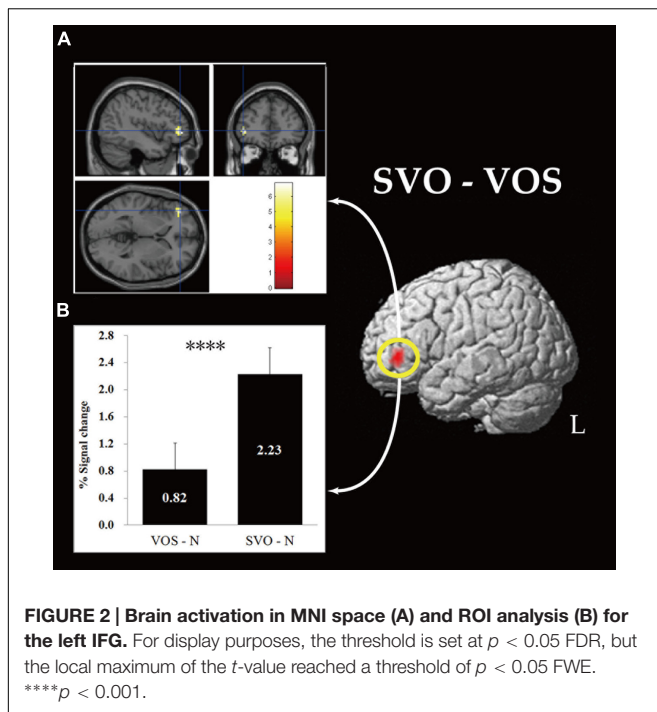 A
SVO - VOS
6
5
4
3
2
1
0
B
2.8
2.4
2.0
1.6
1.2
0.8
0.4
0.0
% Signal change
****
0.82
2.23
VOS - N
SVO - N
L
FIGURE 2 | Brain activation in MNI space (A) and ROI analysis (B) for
the left IFG. For display purposes, the threshold is set at p < 0.05 FDR, but
the local maximum of the t-value reached a threshold of p < 0.05 FWE.
****p < 0.001.